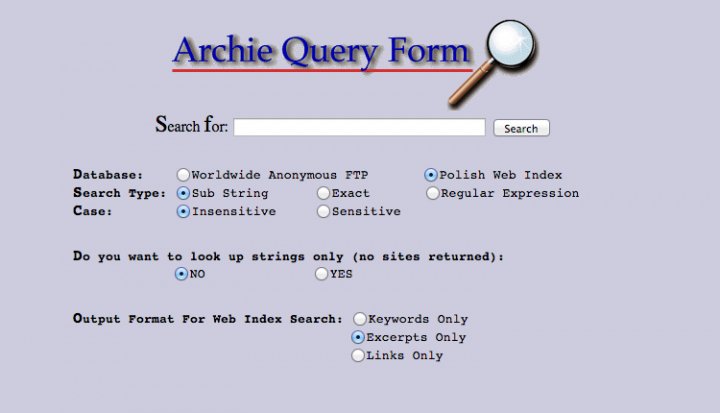 Archie Query Form
Search for: Search
Database: Worldwide Anonymous FTP Polish Web Index
Search Type: Sub String Exact Regular Expression
Case: Insensitive Sensitive
Do you want to look up strings only (no sites returned):
NO YES
Output Format For Web Index Search: Keywords Only
Excerpts Only
Links Only